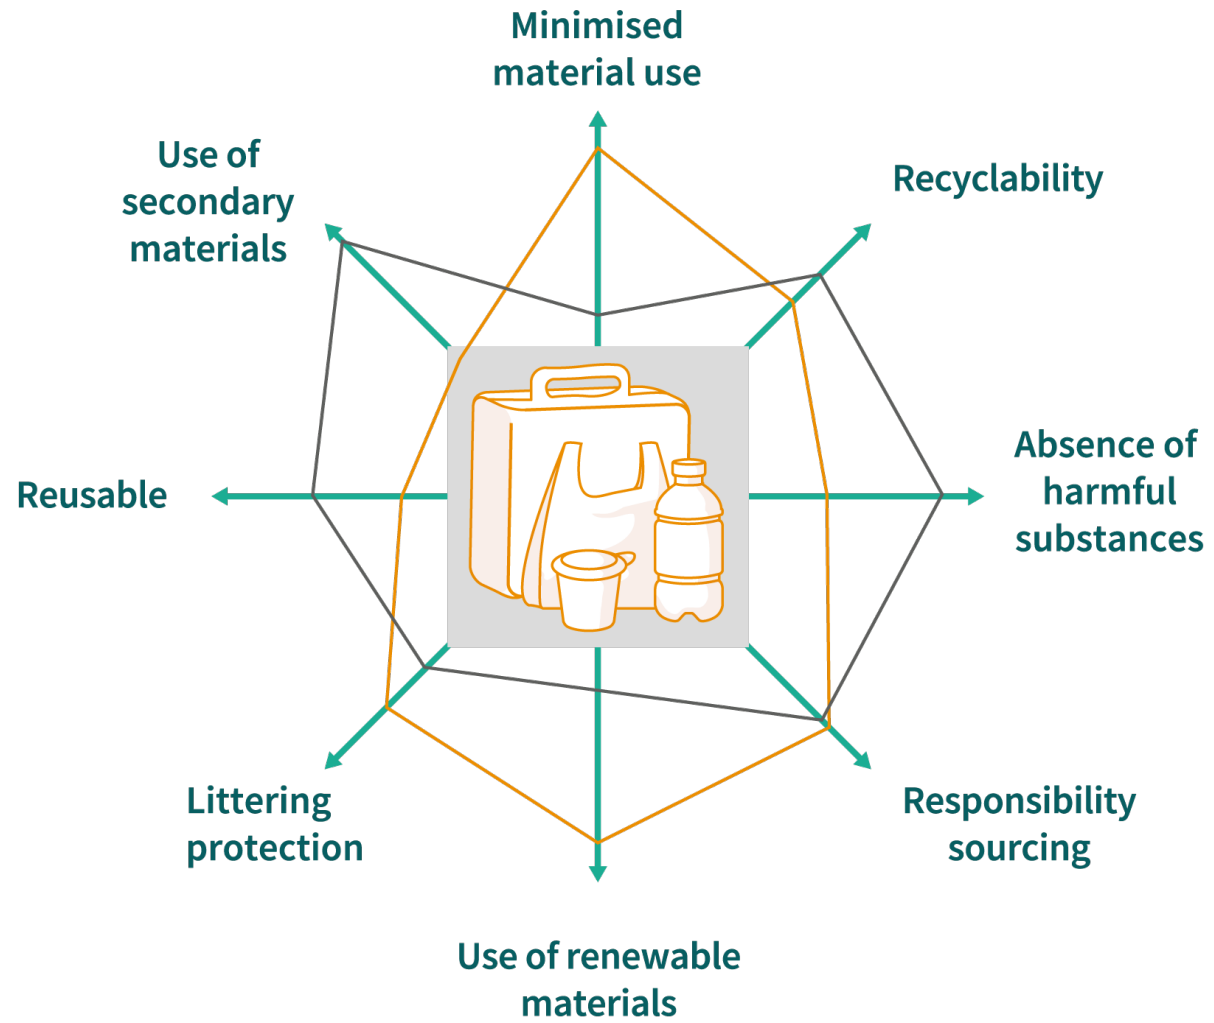 Minimised
material use
Use of
secondary
materials
Recyclability
Reusable
Absence of
harmful
substances
Littering
protection
Responsibility
sourcing
Use of renewable
materials